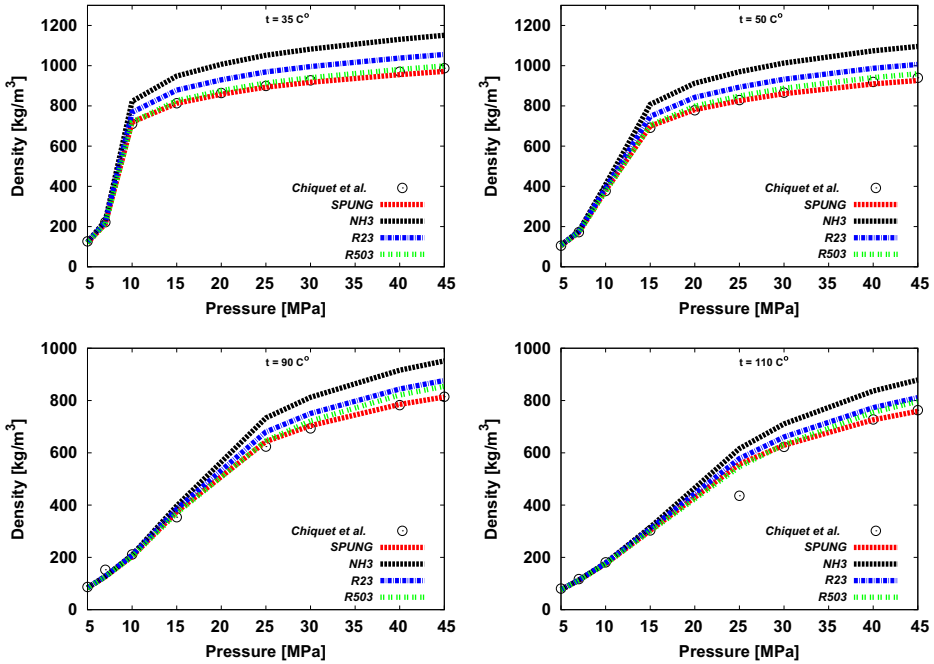 t = 35 C°
Density [kg/m³]
1200
1000
800
600
400
200
0
Chiquet et al.
SPUNG
NH3
R23
R503
5 10 15 20 25 30 35 40 45
Pressure [MPa]
t = 50 C°
Density [kg/m³]
1200
1000
800
600
400
200
0
Chiquet et al.
SPUNG
NH3
R23
R503
5 10 15 20 25 30 35 40 45
Pressure [MPa]
t = 90 C°
Density [kg/m³]
1000
800
600
400
200
0
Chiquet et al.
SPUNG
NH3
R23
R503
5 10 15 20 25 30 35 40 45
Pressure [MPa]
t = 110 C°
Density [kg/m³]
1000
800
600
400
200
0
Chiquet et al.
SPUNG
NH3
R23
R503
5 10 15 20 25 30 35 40 45
Pressure [MPa]